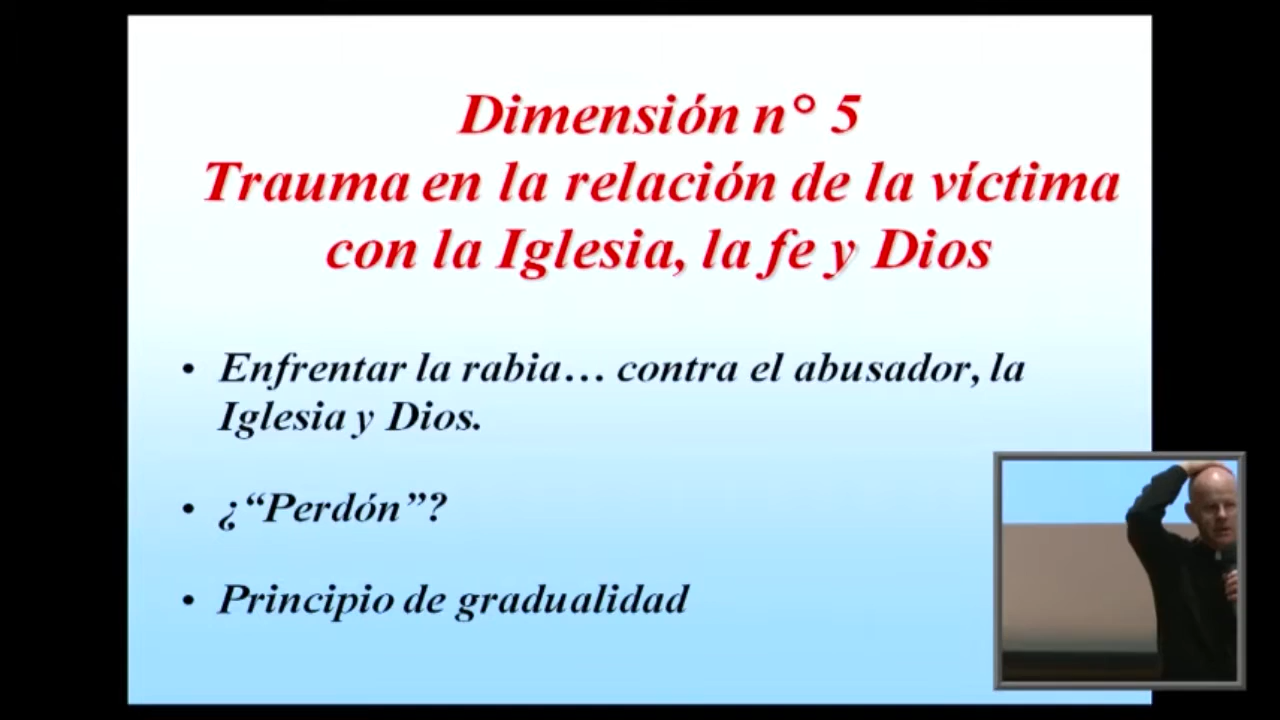 Dimensión n° 5
Trauma en la relación de la víctima
con la Iglesia, la fe y Dios
• Enfrentar la rabia… contra el abusador, la
Iglesia y Dios.
• ¿“Perdón”?
• Principio de gradualidad